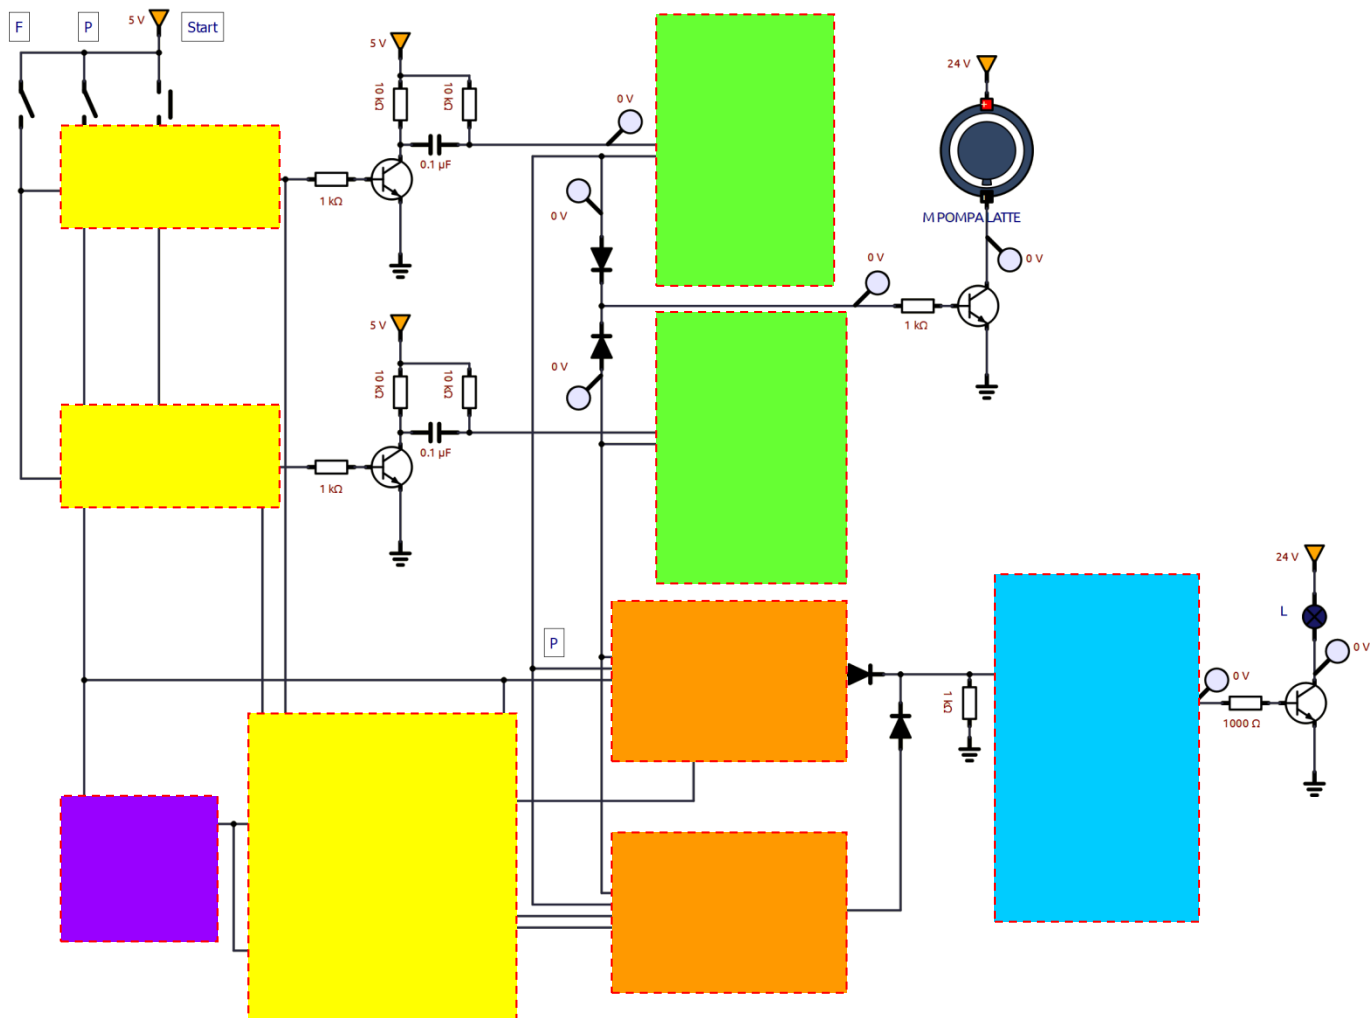 F
P
5 V
Start
5 V
10 kΩ
10 kΩ
0.1 µF
1 kΩ
0 V
0 V
24 V
M POMPA LATTE
0 V
0 V
1 kΩ
5 V
10 kΩ
10 kΩ
0.1 µF
1 kΩ
0 V
P
24 V
L
0 V
0 V
1 kΩ
1000 Ω